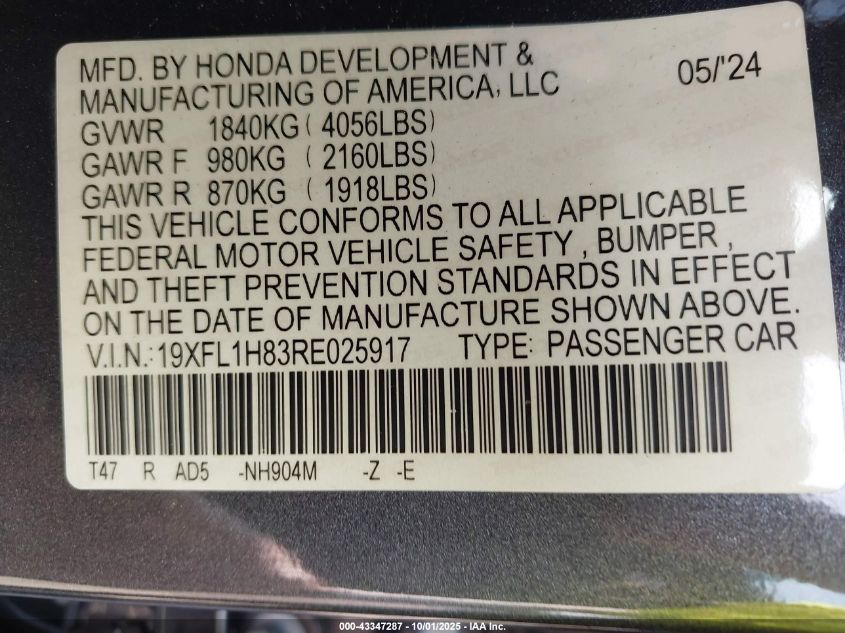 MFD. BY HONDA DEVELOPMENT & 05/'24
MANUFACTURING OF AMERICA, LLC
GVWR 1840KG ( 4056LBS)
GAWR F 980KG ( 2160LBS)
GAWR R 870KG ( 1918LBS)
THIS VEHICLE CONFORMS TO ALL APPLICABLE
FEDERAL MOTOR VEHICLE SAFETY , BUMPER ,
AND THEFT PREVENTION STANDARDS IN EFFECT
ON THE DATE OF MANUFACTURE SHOWN ABOVE.
V.I.N.: 19XFL1H83RE025917 TYPE: PASSENGER CAR
T47 R AD5 -NH904M -Z -E
000-43347287 - 10/01/2025 - IAA Inc.